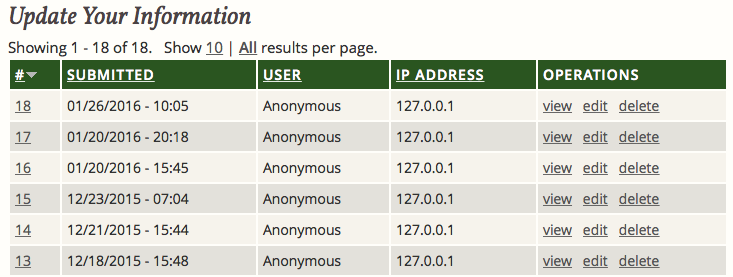 Update Your Information
Showing 1 - 18 of 18. Show 10 | All results per page.
# SUBMITTED USER IP ADDRESS OPERATIONS
18 01/26/2016 - 10:05 Anonymous 127.0.0.1 view edit delete
17 01/20/2016 - 20:18 Anonymous 127.0.0.1 view edit delete
16 01/20/2016 - 15:45 Anonymous 127.0.0.1 view edit delete
15 12/23/2015 - 07:04 Anonymous 127.0.0.1 view edit delete
14 12/21/2015 - 15:44 Anonymous 127.0.0.1 view edit delete
13 12/18/2015 - 15:48 Anonymous 127.0.0.1 view edit delete